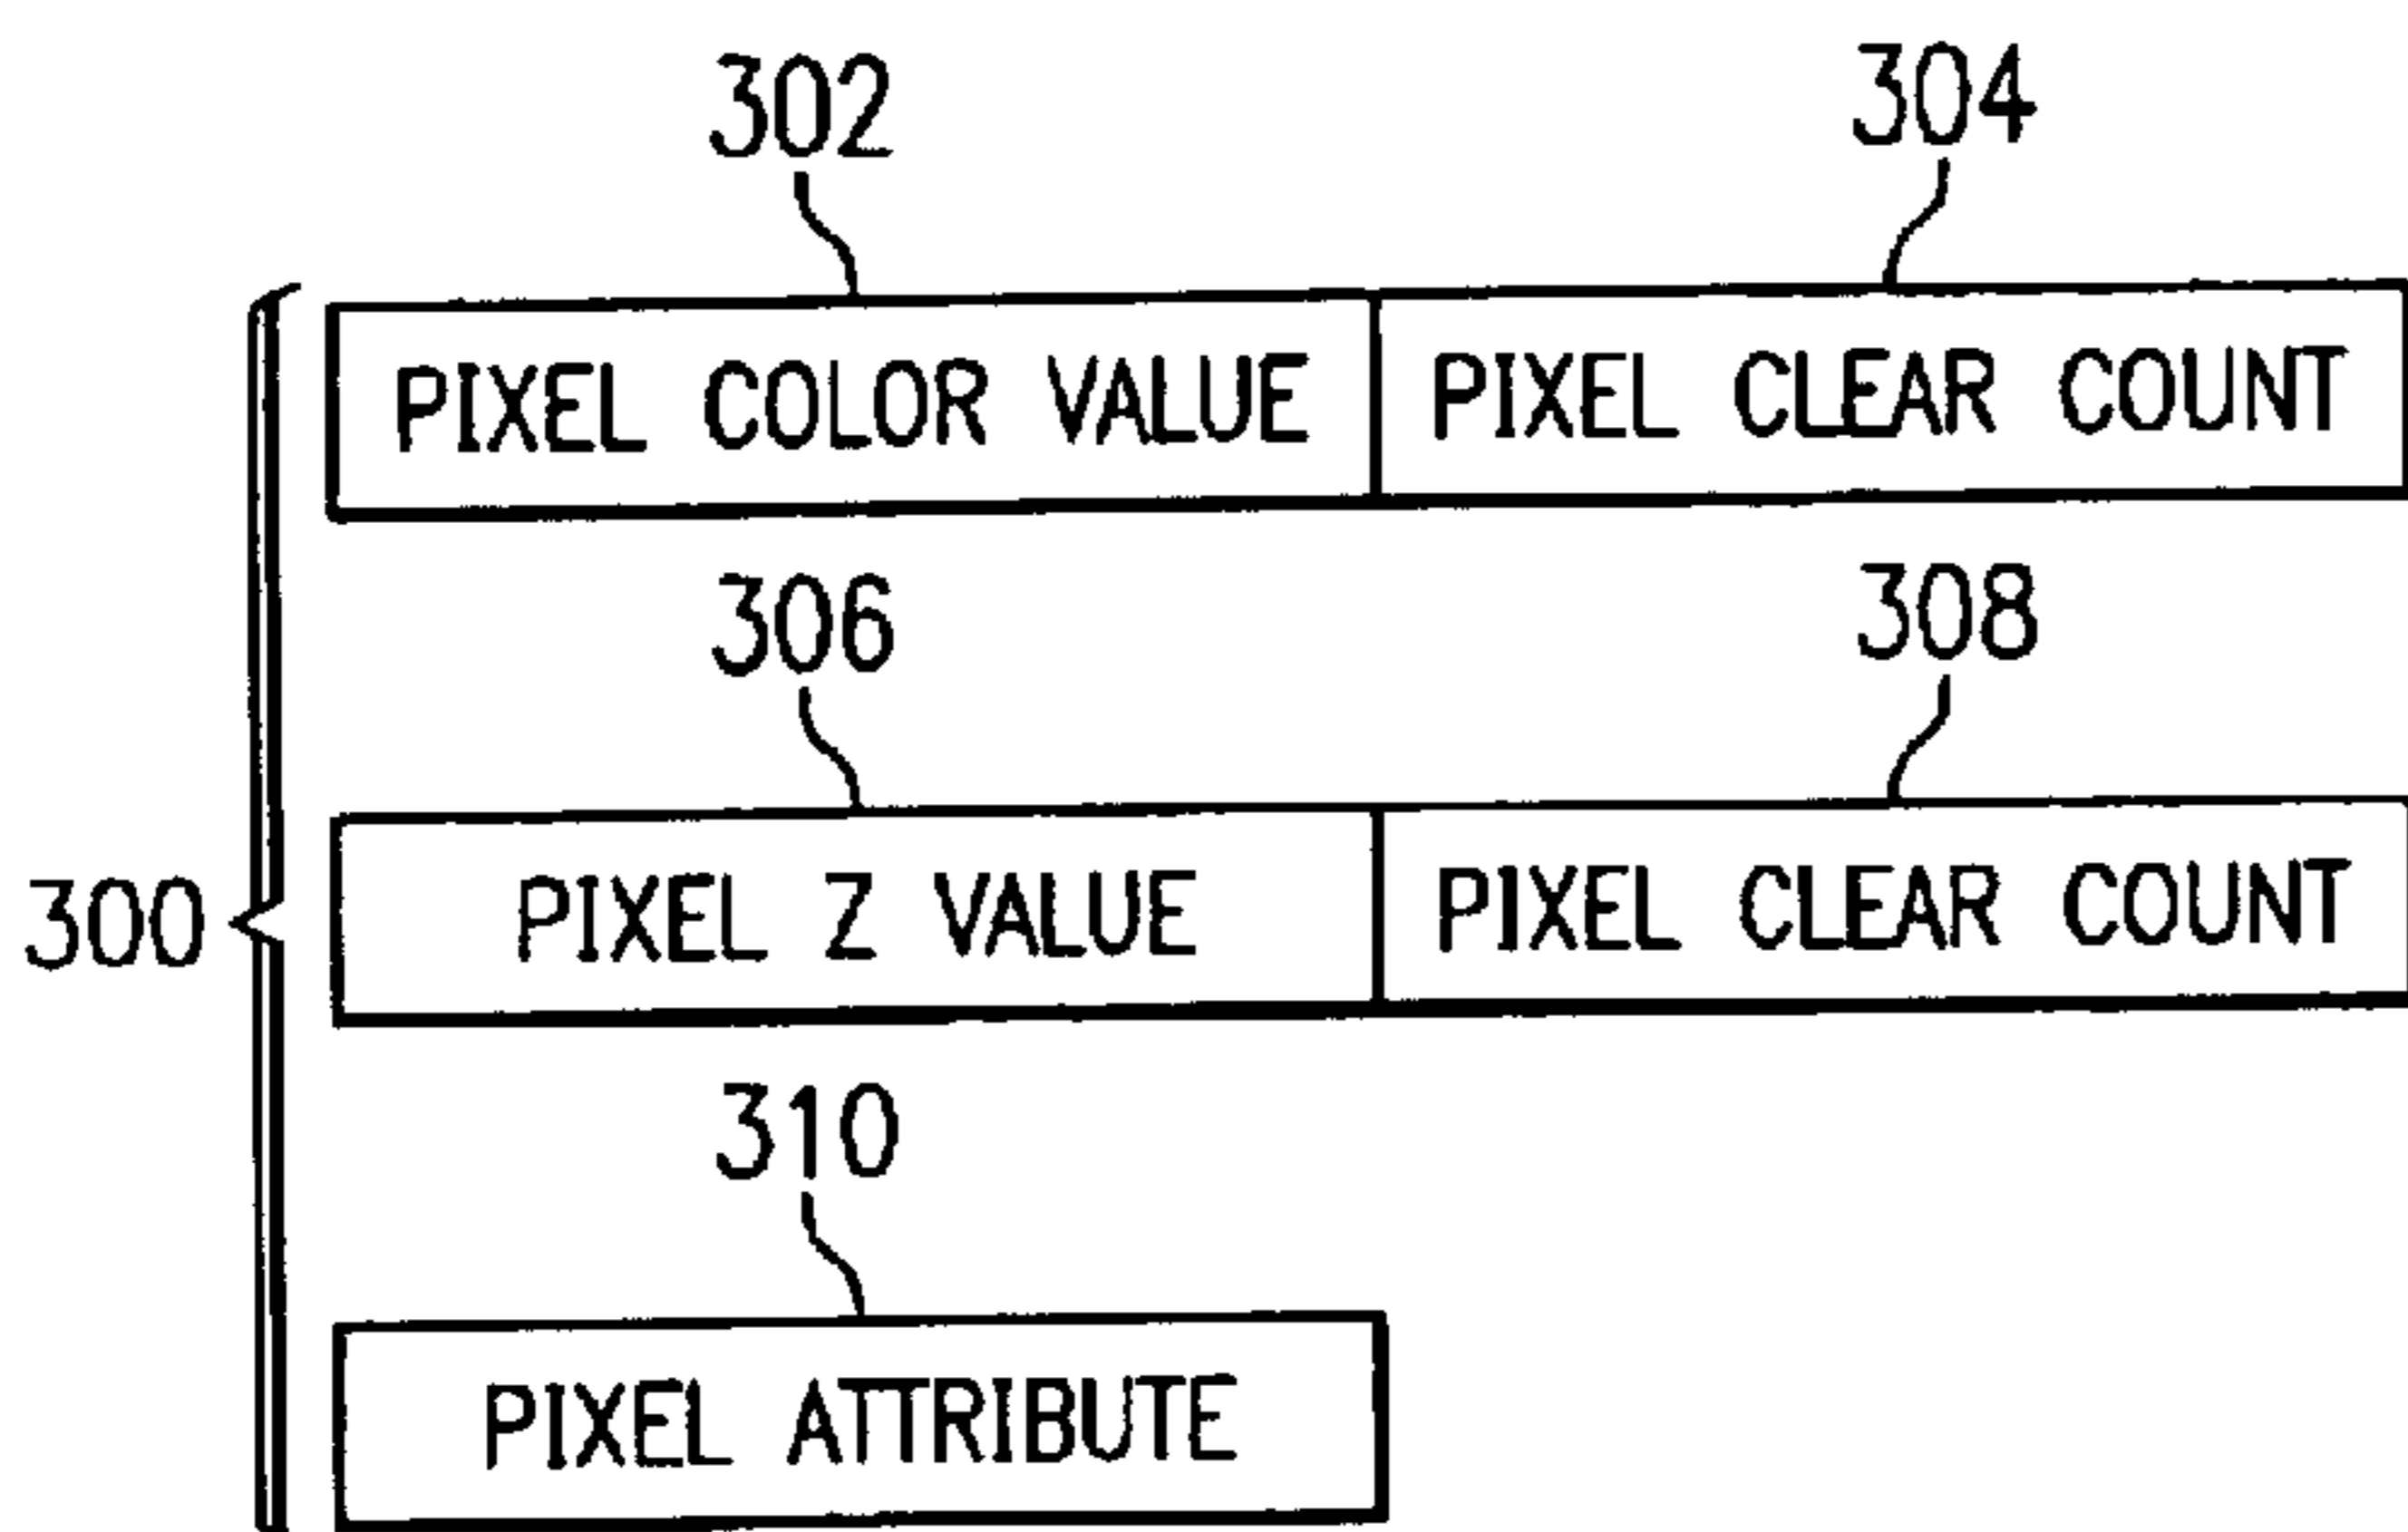 302 304
PIXEL COLOR VALUE PIXEL CLEAR COUNT
306 308
300 PIXEL Z VALUE PIXEL CLEAR COUNT
310
PIXEL ATTRIBUTE